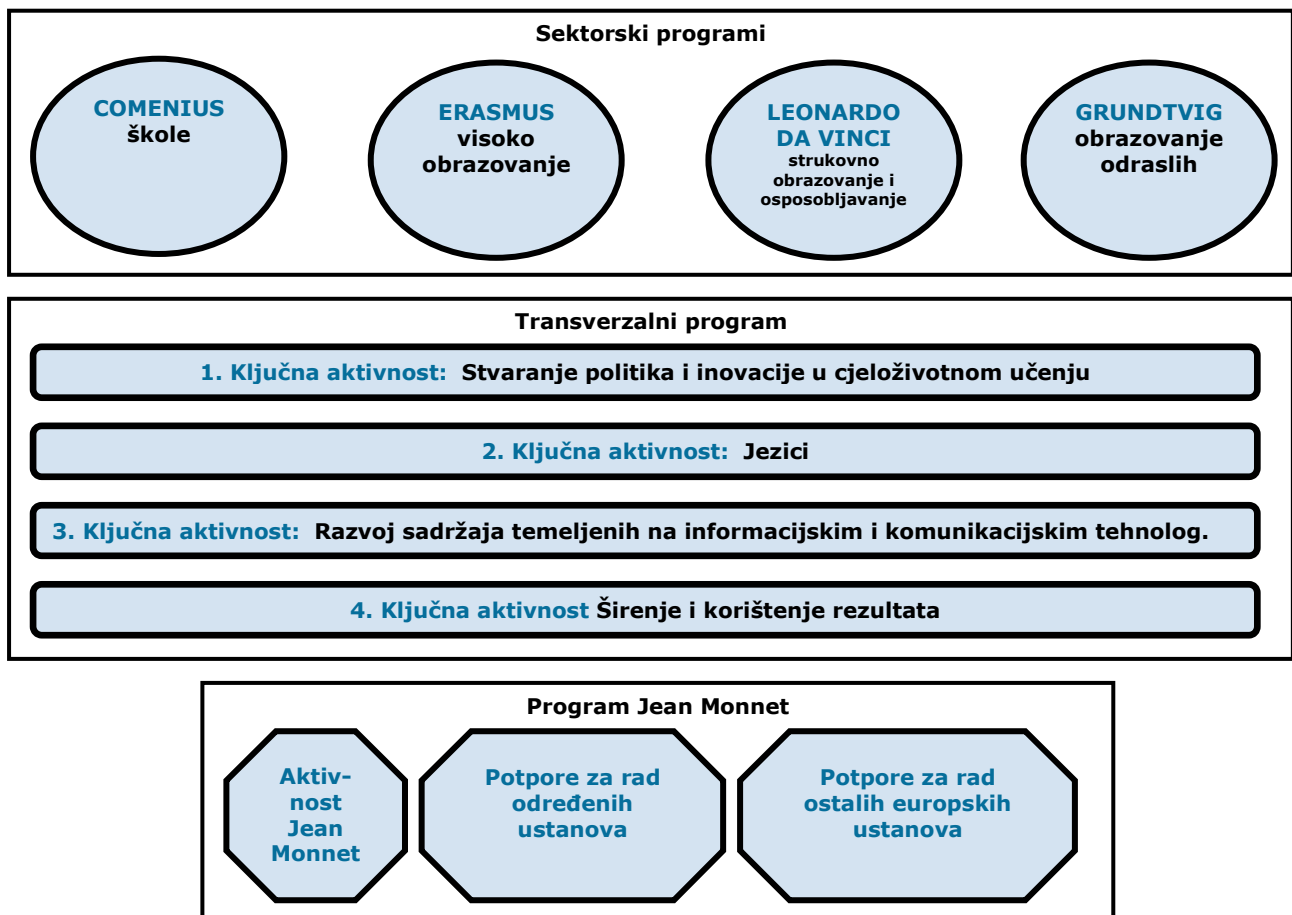 Sektorski programi
COMENIUS
škole
ERASMUS
visoko
obrazovanje
LEONARDO
DA VINCI
strukovno
obrazovanje i
osposobljavanje
GRUNDTVIG
obrazovanje
odraslih
Transverzalni program
1. Ključna aktivnost: Stvaranje politika i inovacije u cjeloživotnom učenju
2. Ključna aktivnost: Jezici
3. Ključna aktivnost: Razvoj sadržaja temeljenih na informacijskim i komunikacijskim tehnolog.
4. Ključna aktivnost Širenje i korištenje rezultata
Program Jean Monnet
Aktiv-
nost
Jean
Monnet
Potpore za rad
određenih
ustanova
Potpore za rad
ostalih europskih
ustanova